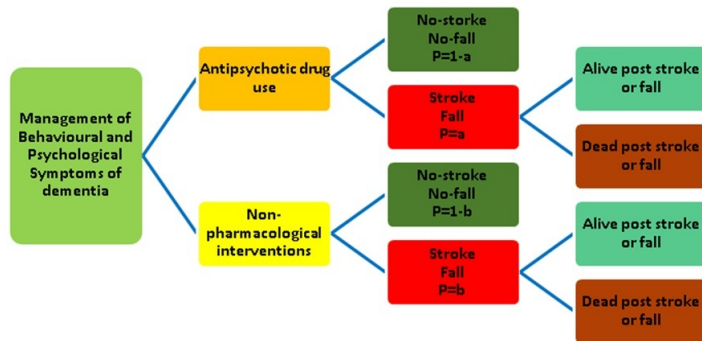 Management of
Behavioural and
Psychological
Symptoms of
dementia
Antipsychotic drug
use
No-storke
No-fall
P=1-a
Stroke
Fall
P=a
Alive post stroke
or fall
Dead post stroke
or fall
Non-
pharmacological
interventions
No-stroke
No-fall
P=1-b
Stroke
Fall
P=b
Alive post stroke
or fall
Dead post stroke
or fall